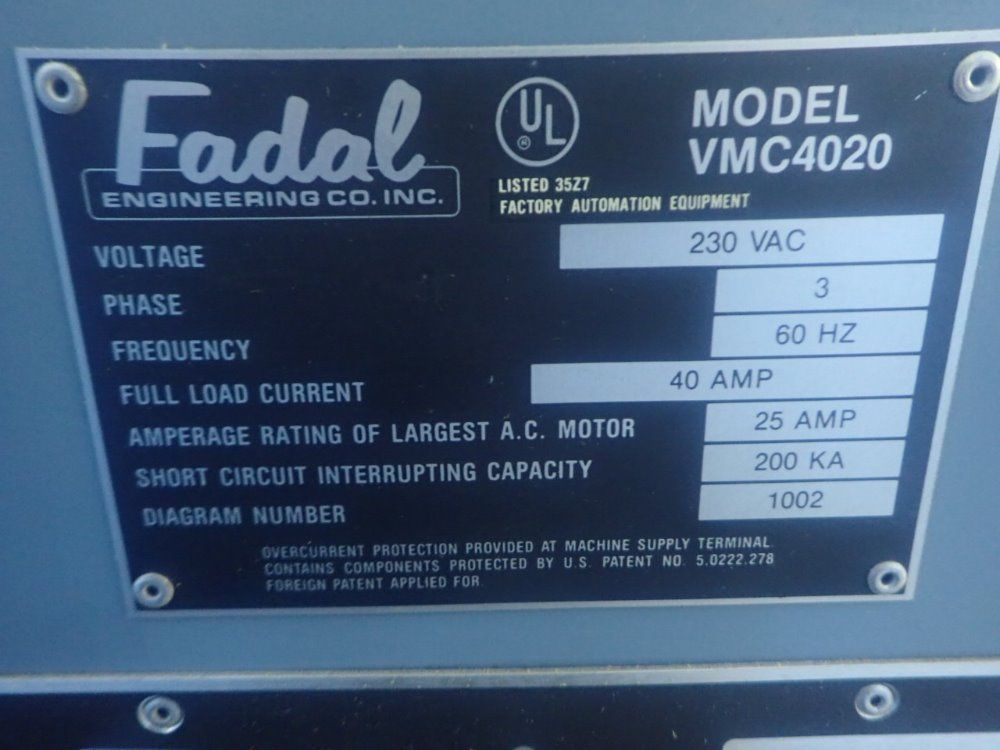 Fadal
ENGINEERING CO. INC.
UL
®
LISTED 35Z7
FACTORY AUTOMATION EQUIPMENT
MODEL
VMC4020
VOLTAGE 230 VAC
PHASE 3
FREQUENCY 60 HZ
FULL LOAD CURRENT 40 AMP
AMPERAGE RATING OF LARGEST A.C. MOTOR 25 AMP
SHORT CIRCUIT INTERRUPTING CAPACITY 200 KA
DIAGRAM NUMBER 1002
OVERCURRENT PROTECTION PROVIDED AT MACHINE SUPPLY TERMINAL
CONTAINS COMPONENTS PROTECTED BY U.S. PATENT NO. 5.0222.278
FOREIGN PATENT APPLIED FOR.